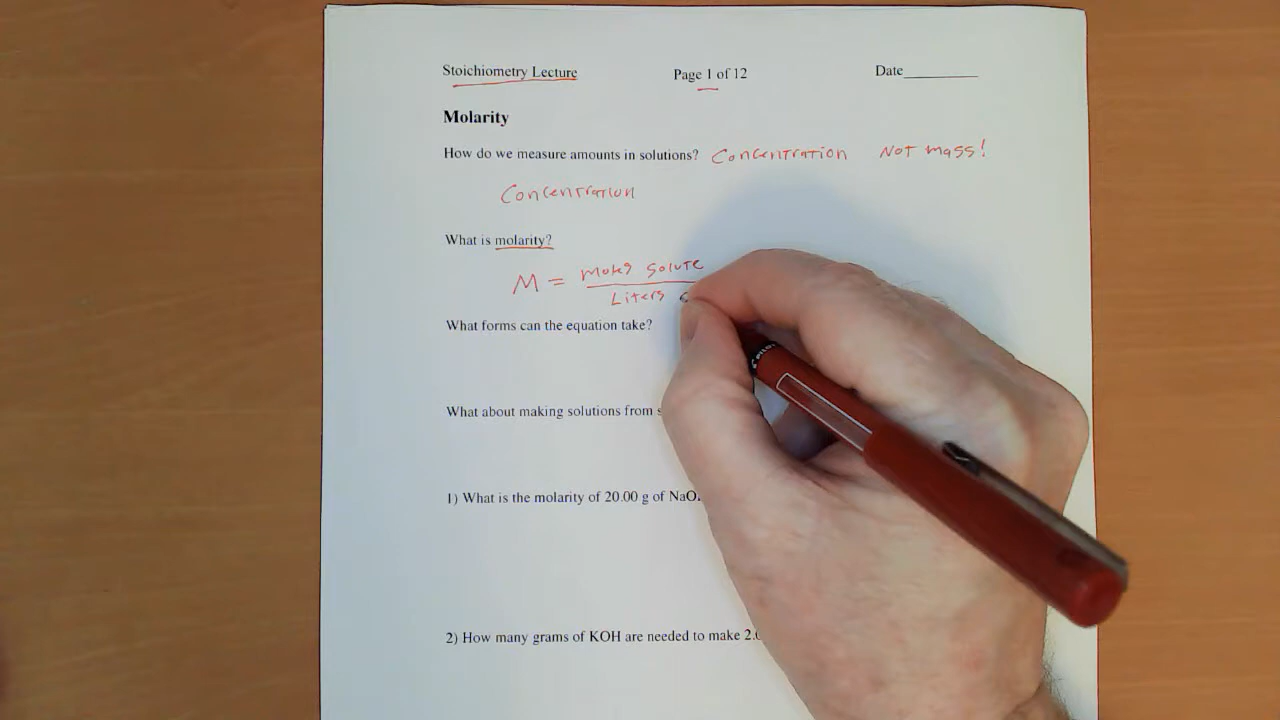 Stoichiometry Lecture Page 1 of 12 Date__________
Molarity
How do we measure amounts in solutions? Concentration Not mass!
Concentration
What is molarity?
M = moles solute
Liters
What forms can the equation take?
What about making solutions from
1) What is the molarity of 20.00 g of
2) How many grams of KOH are needed to make